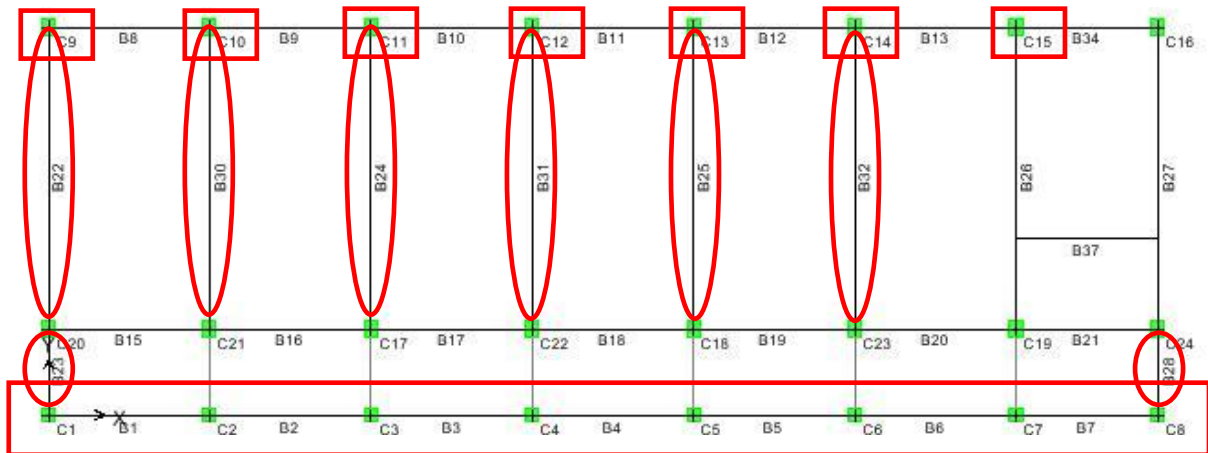 C9 B8 C10 B9 C11 B10 C12 B11 C13 B12 C14 B13 C15 B34 C16
B22 B30 B24 B31 B25 B32 B26 B27
B37
C20 B15 C21 B16 C17 B17 C22 B18 C18 B19 C23 B20 C19 B21 C24
Y
B23 B28
X
C1 B1 C2 B2 C3 B3 C4 B4 C5 B5 C6 B6 C7 B7 C8